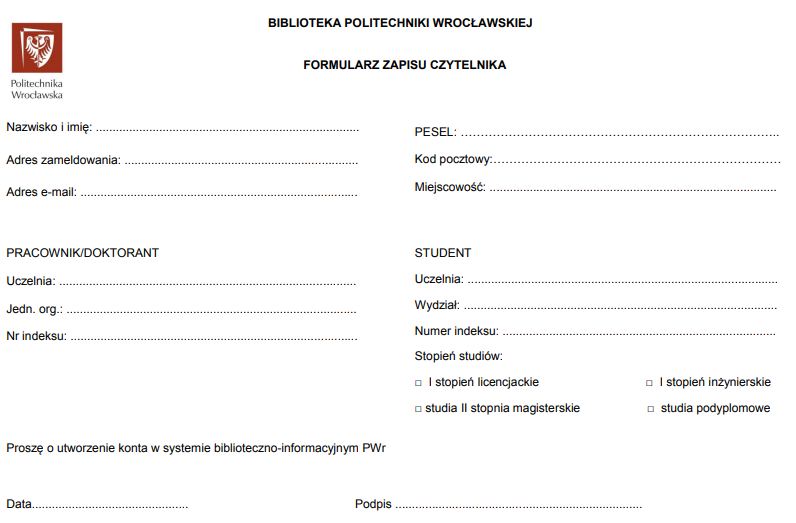 BIBLIOTEKA POLITECHNIKI WROCŁAWSKIEJ
FORMULARZ ZAPISU CZYTELNIKA
Politechnika
Wrocławska
Nazwisko i imię: ................................................................................
Adres zameldowania: ......................................................................
Adres e-mail: ...................................................................................
PESEL: …………………………………………………………………………..
Kod pocztowy:……………………………………………………………………
Miejscowość: .....................................................................................
PRACOWNIK/DOKTORANT
Uczelnia: .........................................................................................
Jedn. org.: .......................................................................................
Nr indeksu: ......................................................................................
STUDENT
Uczelnia: .............................................................................................
Wydział: ..............................................................................................
Numer indeksu: ..................................................................................
Stopień studiów:
□ I stopień licencjackie □ I stopień inżynierskie
□ studia II stopnia magisterskie □ studia podyplomowe
Proszę o utworzenie konta w systemie biblioteczno-informacyjnym PWr
Data............................................... Podpis ..........................................................................